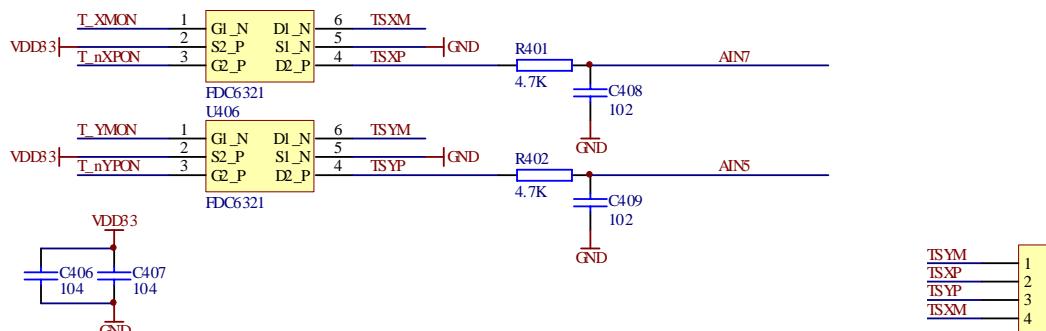 T_XMON 1 G1_N D1_N 6 TSXM
VDD33 2 S2_P S1_N 5 GND
T_nXPON 3 G2_P D2_P 4 TSXP R401 AIN7
4.7K
C408
102
GND
FDC6321
U406
T_YMON 1 G1_N D1_N 6 TSYM
VDD33 2 S2_P S1_N 5 GND
T_nYPON 3 G2_P D2_P 4 TSYP R402 AIN5
4.7K
C409
102
GND
FDC6321
VDD33
C406 C407
104 104
GND
TSYM 1
TSXP 2
TSYP 3
TSXM 4